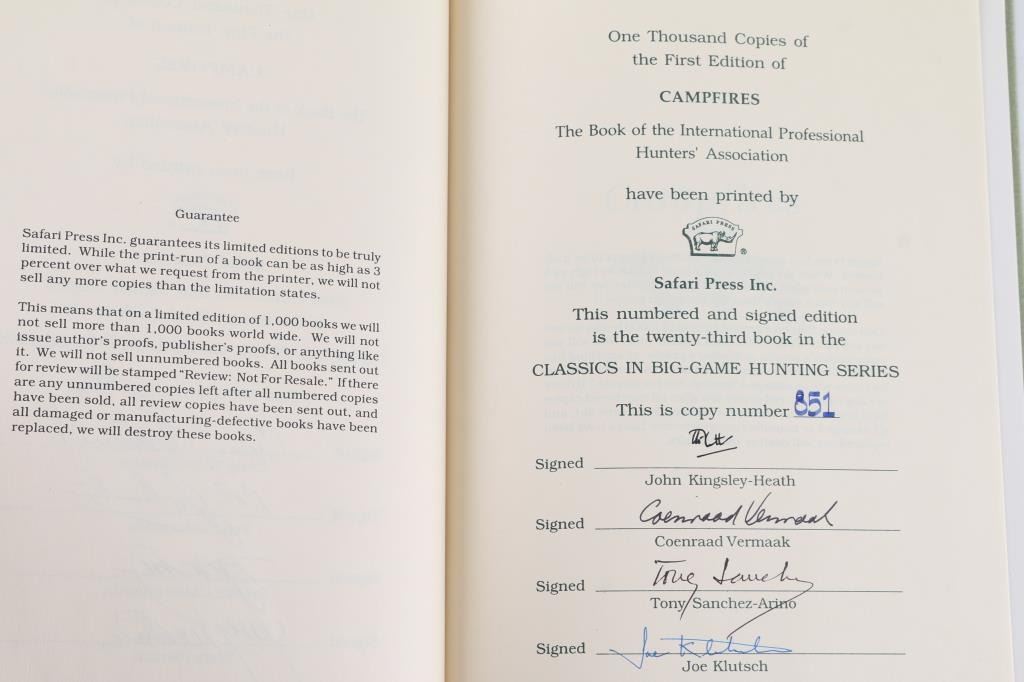 Guarantee
Safari Press Inc. guarantees its limited editions to be truly
limited. While the print-run of a book can be as high as 3
percent over what we request from the printer, we will not
sell any more copies than the limitation states.
This means that on a limited edition of 1,000 books we will
not sell more than 1,000 books world wide. We will not
issue author's proofs, publisher's proofs, or anything like
it. We will not sell unnumbered books. All books sent out
for review will be stamped "Review: Not For Resale." If there
are any unnumbered copies left after all numbered copies
have been sold, all review copies have been sent out, and
all damaged or manufacturing-defective books have been
replaced, we will destroy these books.
One Thousand Copies of
the First Edition of
CAMPFIRES
The Book of the International Professional
Hunters' Association
have been printed by
SAFARI PRESS
®
Safari Press Inc.
This numbered and signed edition
is the twenty-third book in the
CLASSICS IN BIG-GAME HUNTING SERIES
This is copy number 851
Signed
John Kingsley-Heath
Signed Coenraad Vermaak
Coenraad Vermaak
Signed Tony Sanchez
Tony Sanchez-Arino
Signed Joe Klutsch
Joe Klutsch